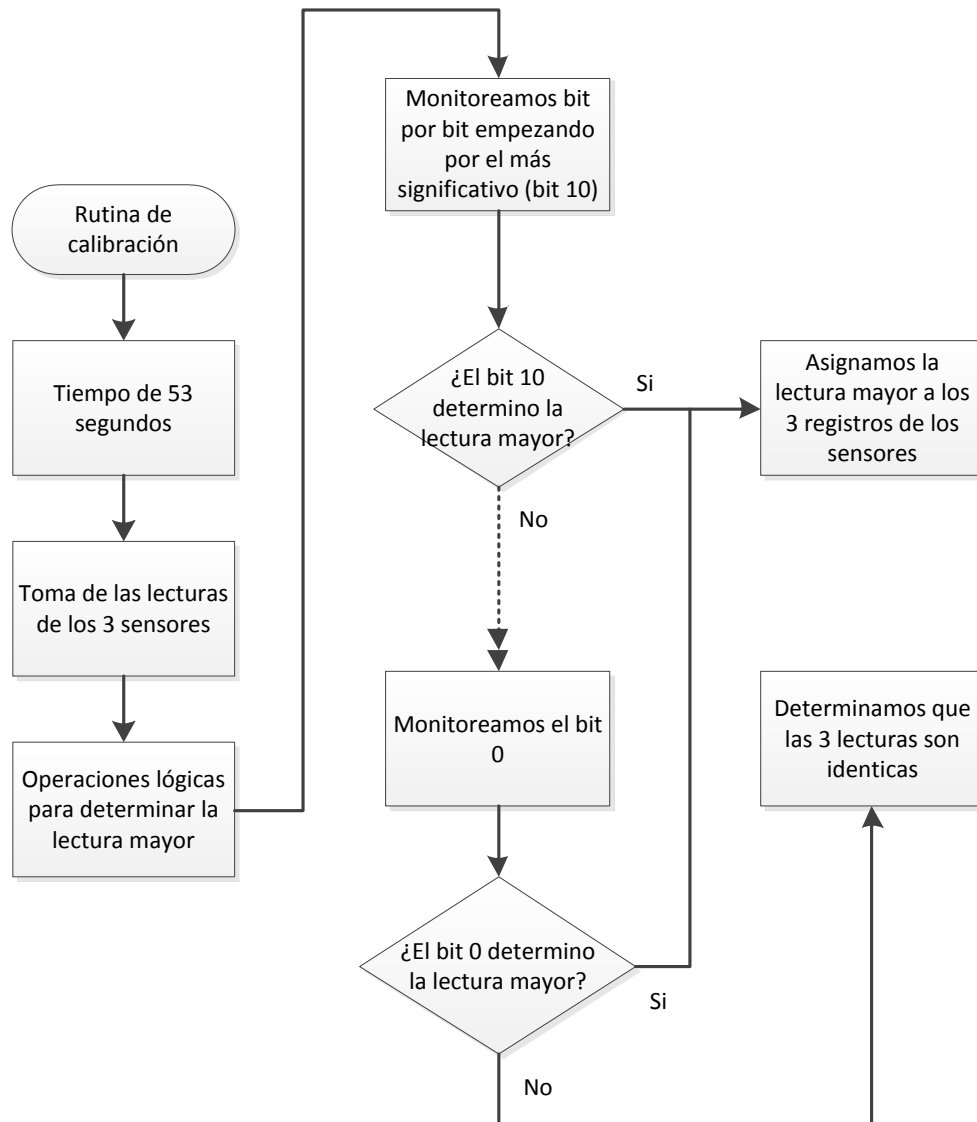 Rutina de
calibración
Tiempo de 53
segundos
Toma de las lecturas
de los 3 sensores
Operaciones lógicas
para determinar la
lectura mayor
Monitoreamos bit
por bit empezando
por el más
significativo (bit 10)
¿El bit 10
determino la
lectura mayor?
Si
No
Asignamos la
lectura mayor a los
3 registros de los
sensores
Monitoreamos el bit
0
¿El bit 0 determino
la lectura mayor?
Si
No
Determinamos que
las 3 lecturas son
identicas